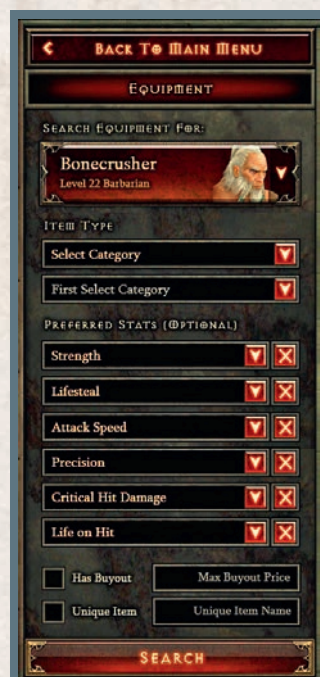 Back To Main Menu
Equipment
Search Equipment For:
Bonecrusher
Level 22 Barbarian
Item Type
Select Category
First Select Category
Preferred Stats (Optional)
Strength
Lifesteal
Attack Speed
Precision
Critical Hit Damage
Life on Hit
Has Buyout Max Buyout Price
Unique Item Unique Item Name
Search